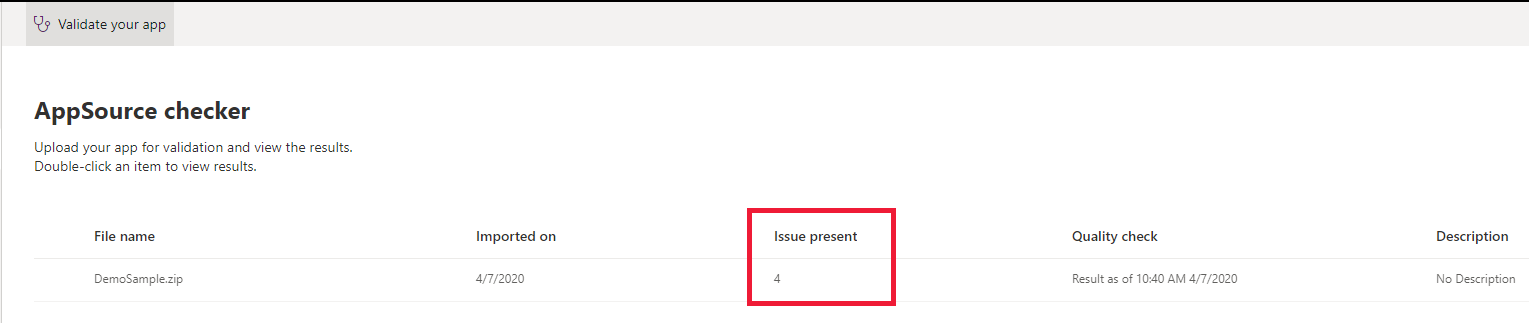 Validate your app
AppSource checker
Upload your app for validation and view the results.
Double-click an item to view results.
File name Imported on Issue present Quality check Description
DemoSample.zip 4/7/2020 4 Result as of 10:40 AM 4/7/2020 No Description